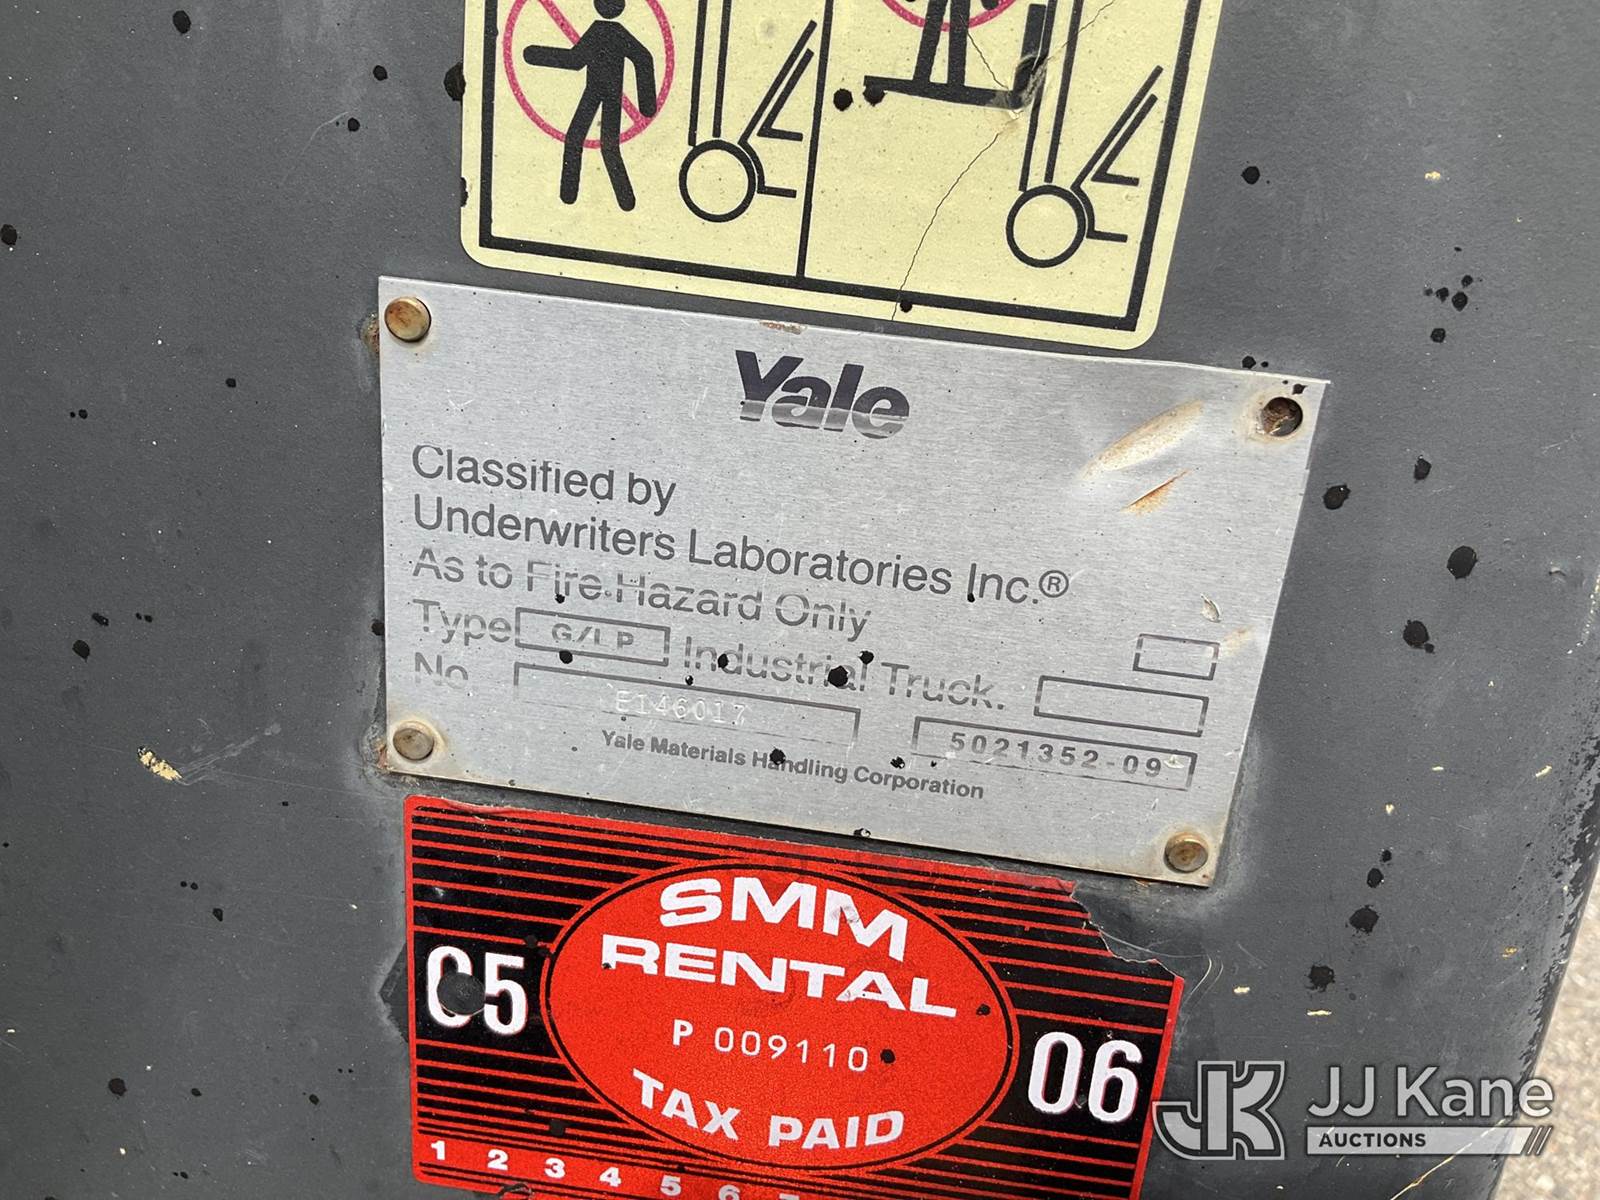 Yale
Classified by
Underwriters Laboratories Inc.®
As to Fire Hazard Only
Type G/LP Industrial Truck.
No. E146017
5021352-09
Yale Materials Handling Corporation
SMM
RENTAL
05
P 009110
06
TAX PAID
1 2 3 4 5 6
JK JJ Kane
AUCTIONS